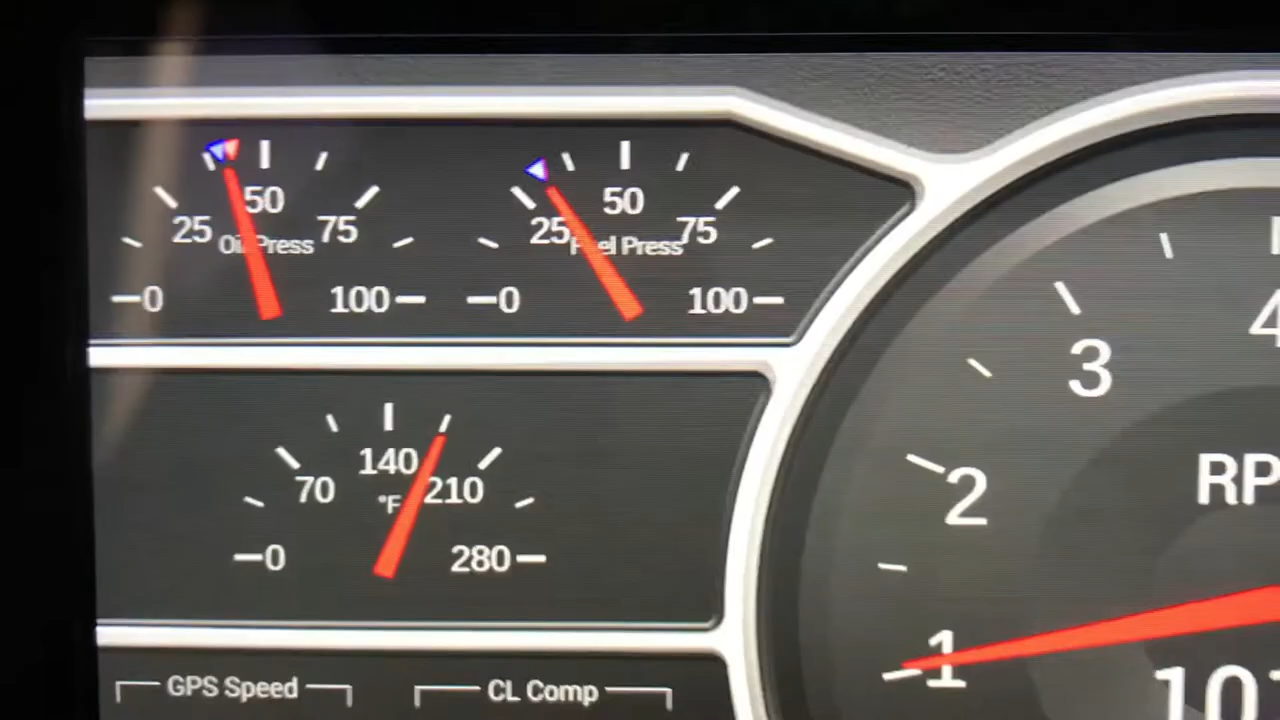 0 25 50 75 100
Oil Press
0 25 50 75 100
Fuel Press
0 70 140 210 280
°F
1 2 3 4
GPS Speed
CL Comp